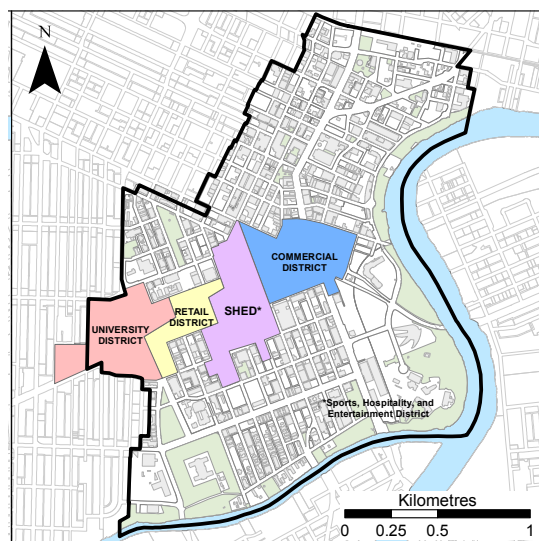 N
COMMERCIAL
DISTRICT
RETAIL
DISTRICT
SHED*
UNIVERSITY
DISTRICT
*Sports, Hospitality, and
Entertainment District
Kilometres
0 0.25 0.5 1